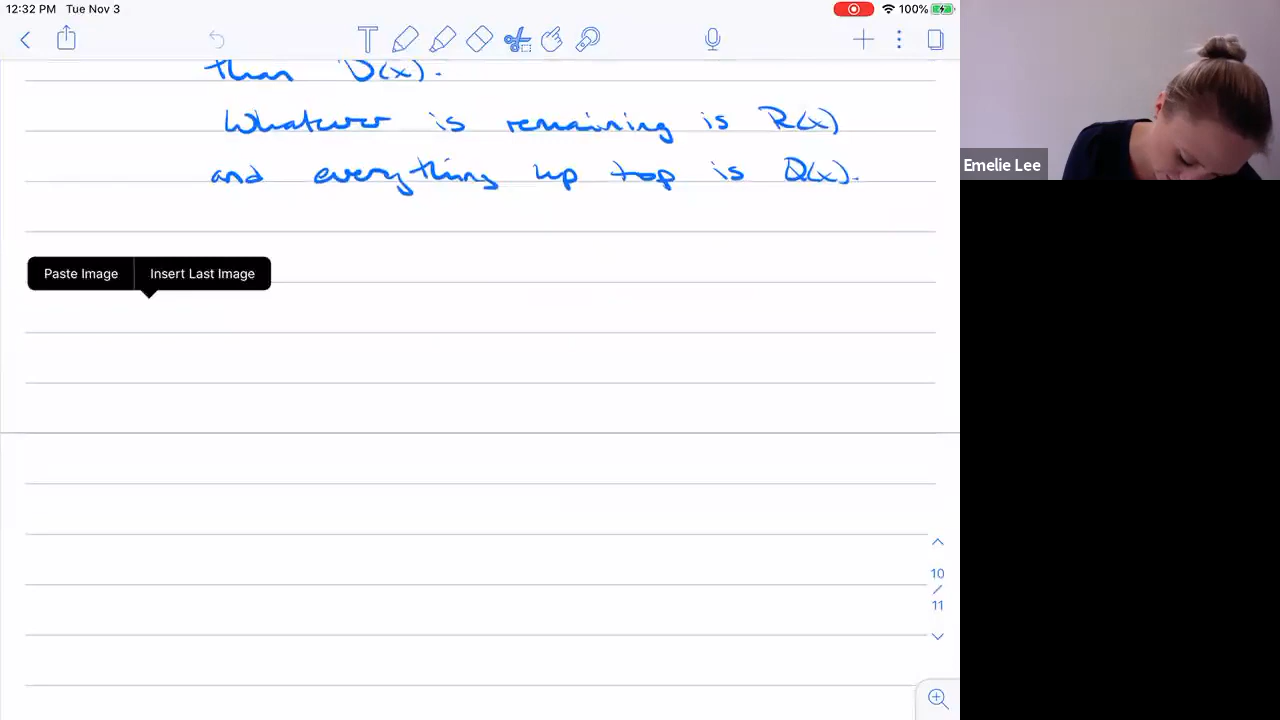 12:32 PM Tue Nov 3
100%
than D(x).
Whatever is remaining is R(x)
and everything up top is Q(x).
Paste Image Insert Last Image
10
/
11
Emelie Lee